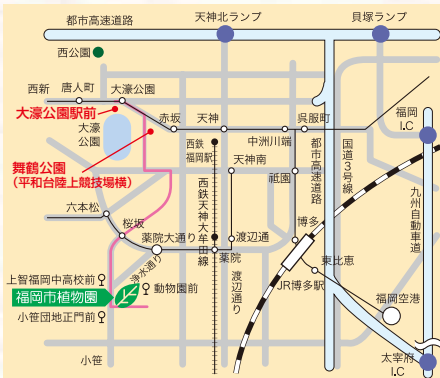 都市高速道路
天神北ランプ
貝塚ランプ
西公園
西新
唐人町
大濠公園
大濠公園駅前
大濠
公園
赤坂
天神
中洲川端
呉服町
福岡
I.C
舞鶴公園
(平和台陸上競技場横)
西鉄
福岡駅
天神南
祇園
都市高速道路
国道3号線
九州自動車道
六本松
桜坂
薬院大通り
西鉄天神大牟田線
渡辺通
薬院
渡辺通り
博多
東比恵
JR博多駅
福岡空港
浄水通り
上智福岡中高校前
動物園前
福岡市植物園
小笹団地正門前
小笹
太宰府
I.C